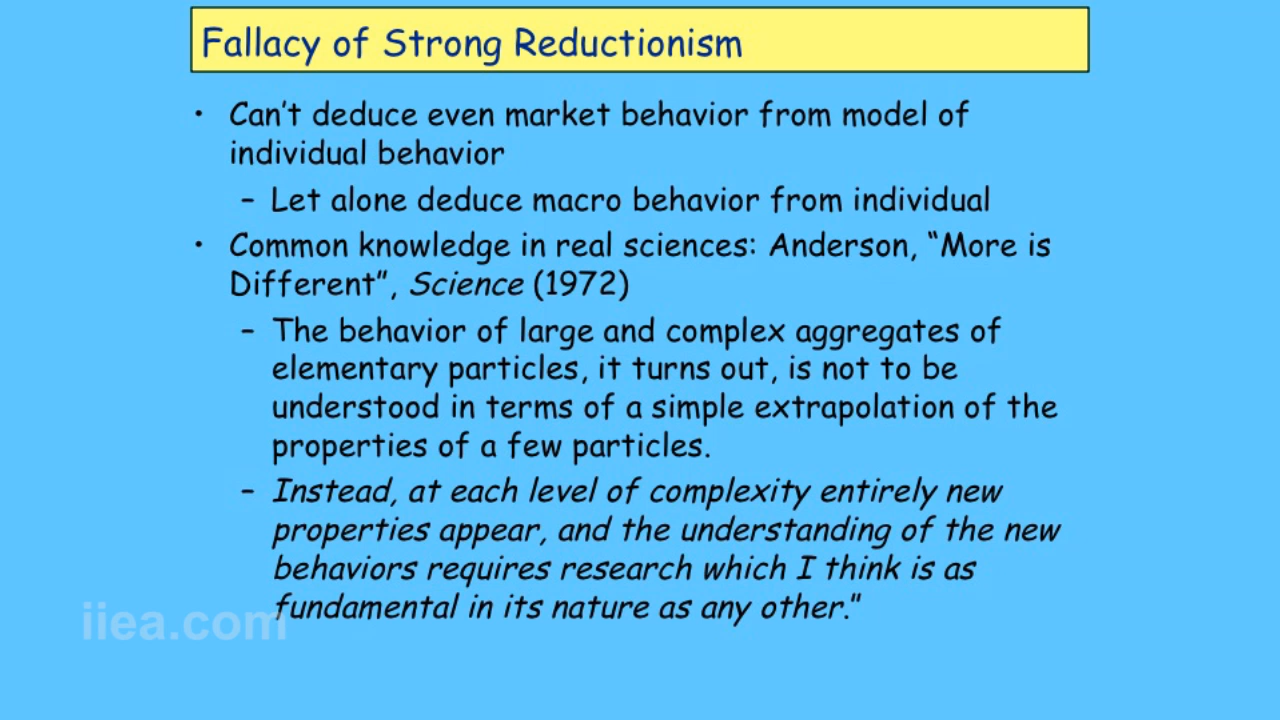 Fallacy of Strong Reductionism
• Can't deduce even market behavior from model of
individual behavior
– Let alone deduce macro behavior from individual
• Common knowledge in real sciences: Anderson, “More is
Different”, Science (1972)
– The behavior of large and complex aggregates of
elementary particles, it turns out, is not to be
understood in terms of a simple extrapolation of the
properties of a few particles.
– Instead, at each level of complexity entirely new
properties appear, and the understanding of the new
behaviors requires research which I think is as
fundamental in its nature as any other.”
iiea.com